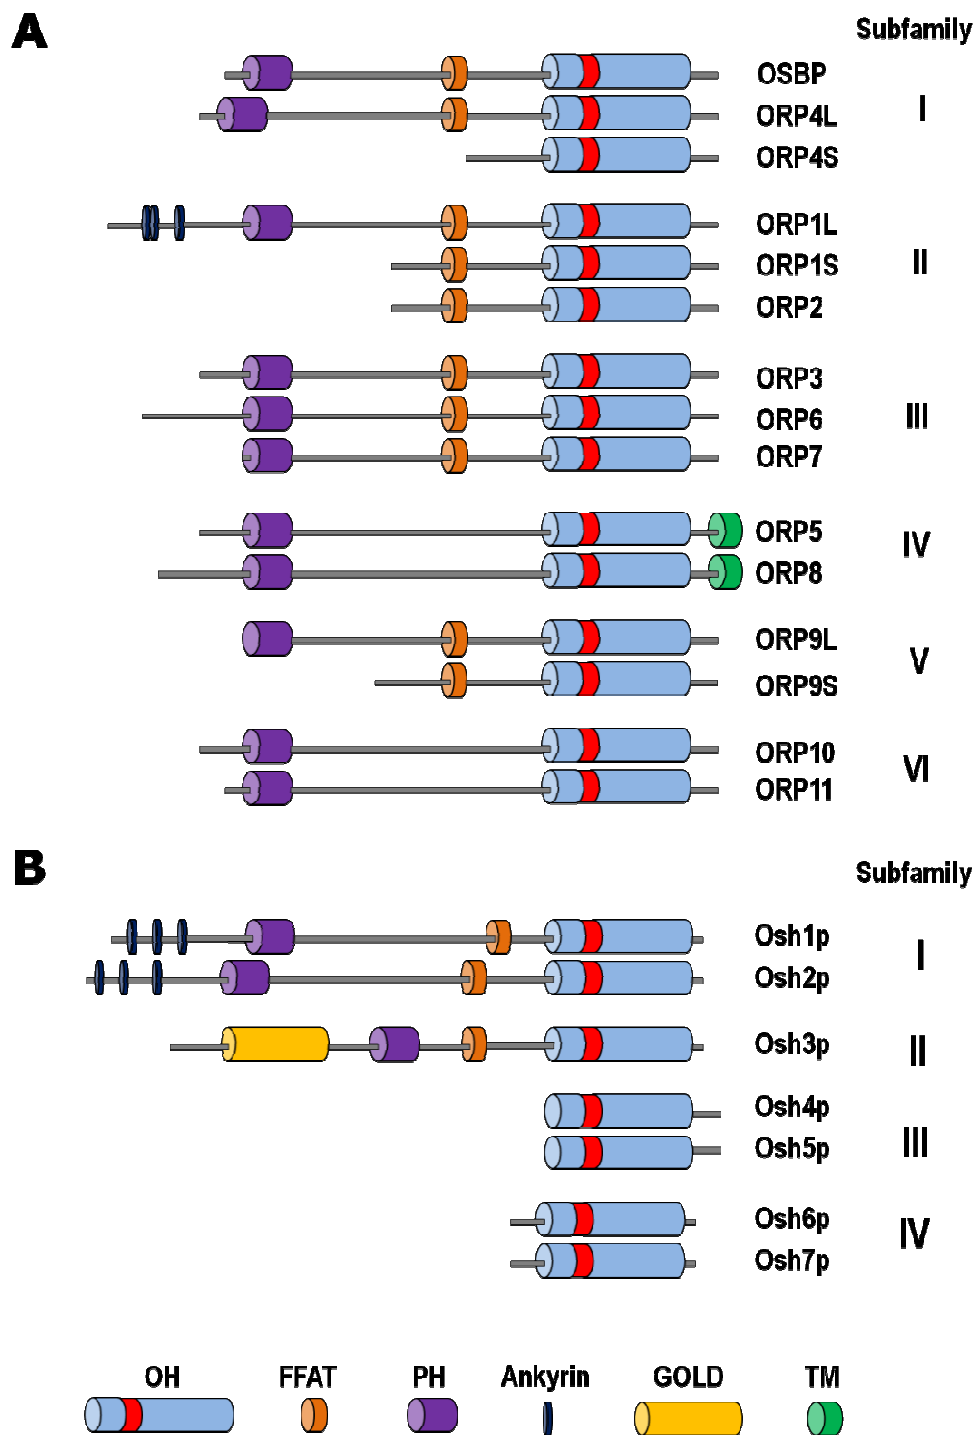 A
Subfamily
OSBP
ORP4L
I
ORP4S
ORP1L
ORP1S
II
ORP2
ORP3
ORP6
III
ORP7
ORP5
IV
ORP8
ORP9L
V
ORP9S
ORP10
VI
ORP11
B
Subfamily
Osh1p
I
Osh2p
Osh3p
II
Osh4p
III
Osh5p
Osh6p
IV
Osh7p
OH FFAT PH Ankyrin GOLD TM